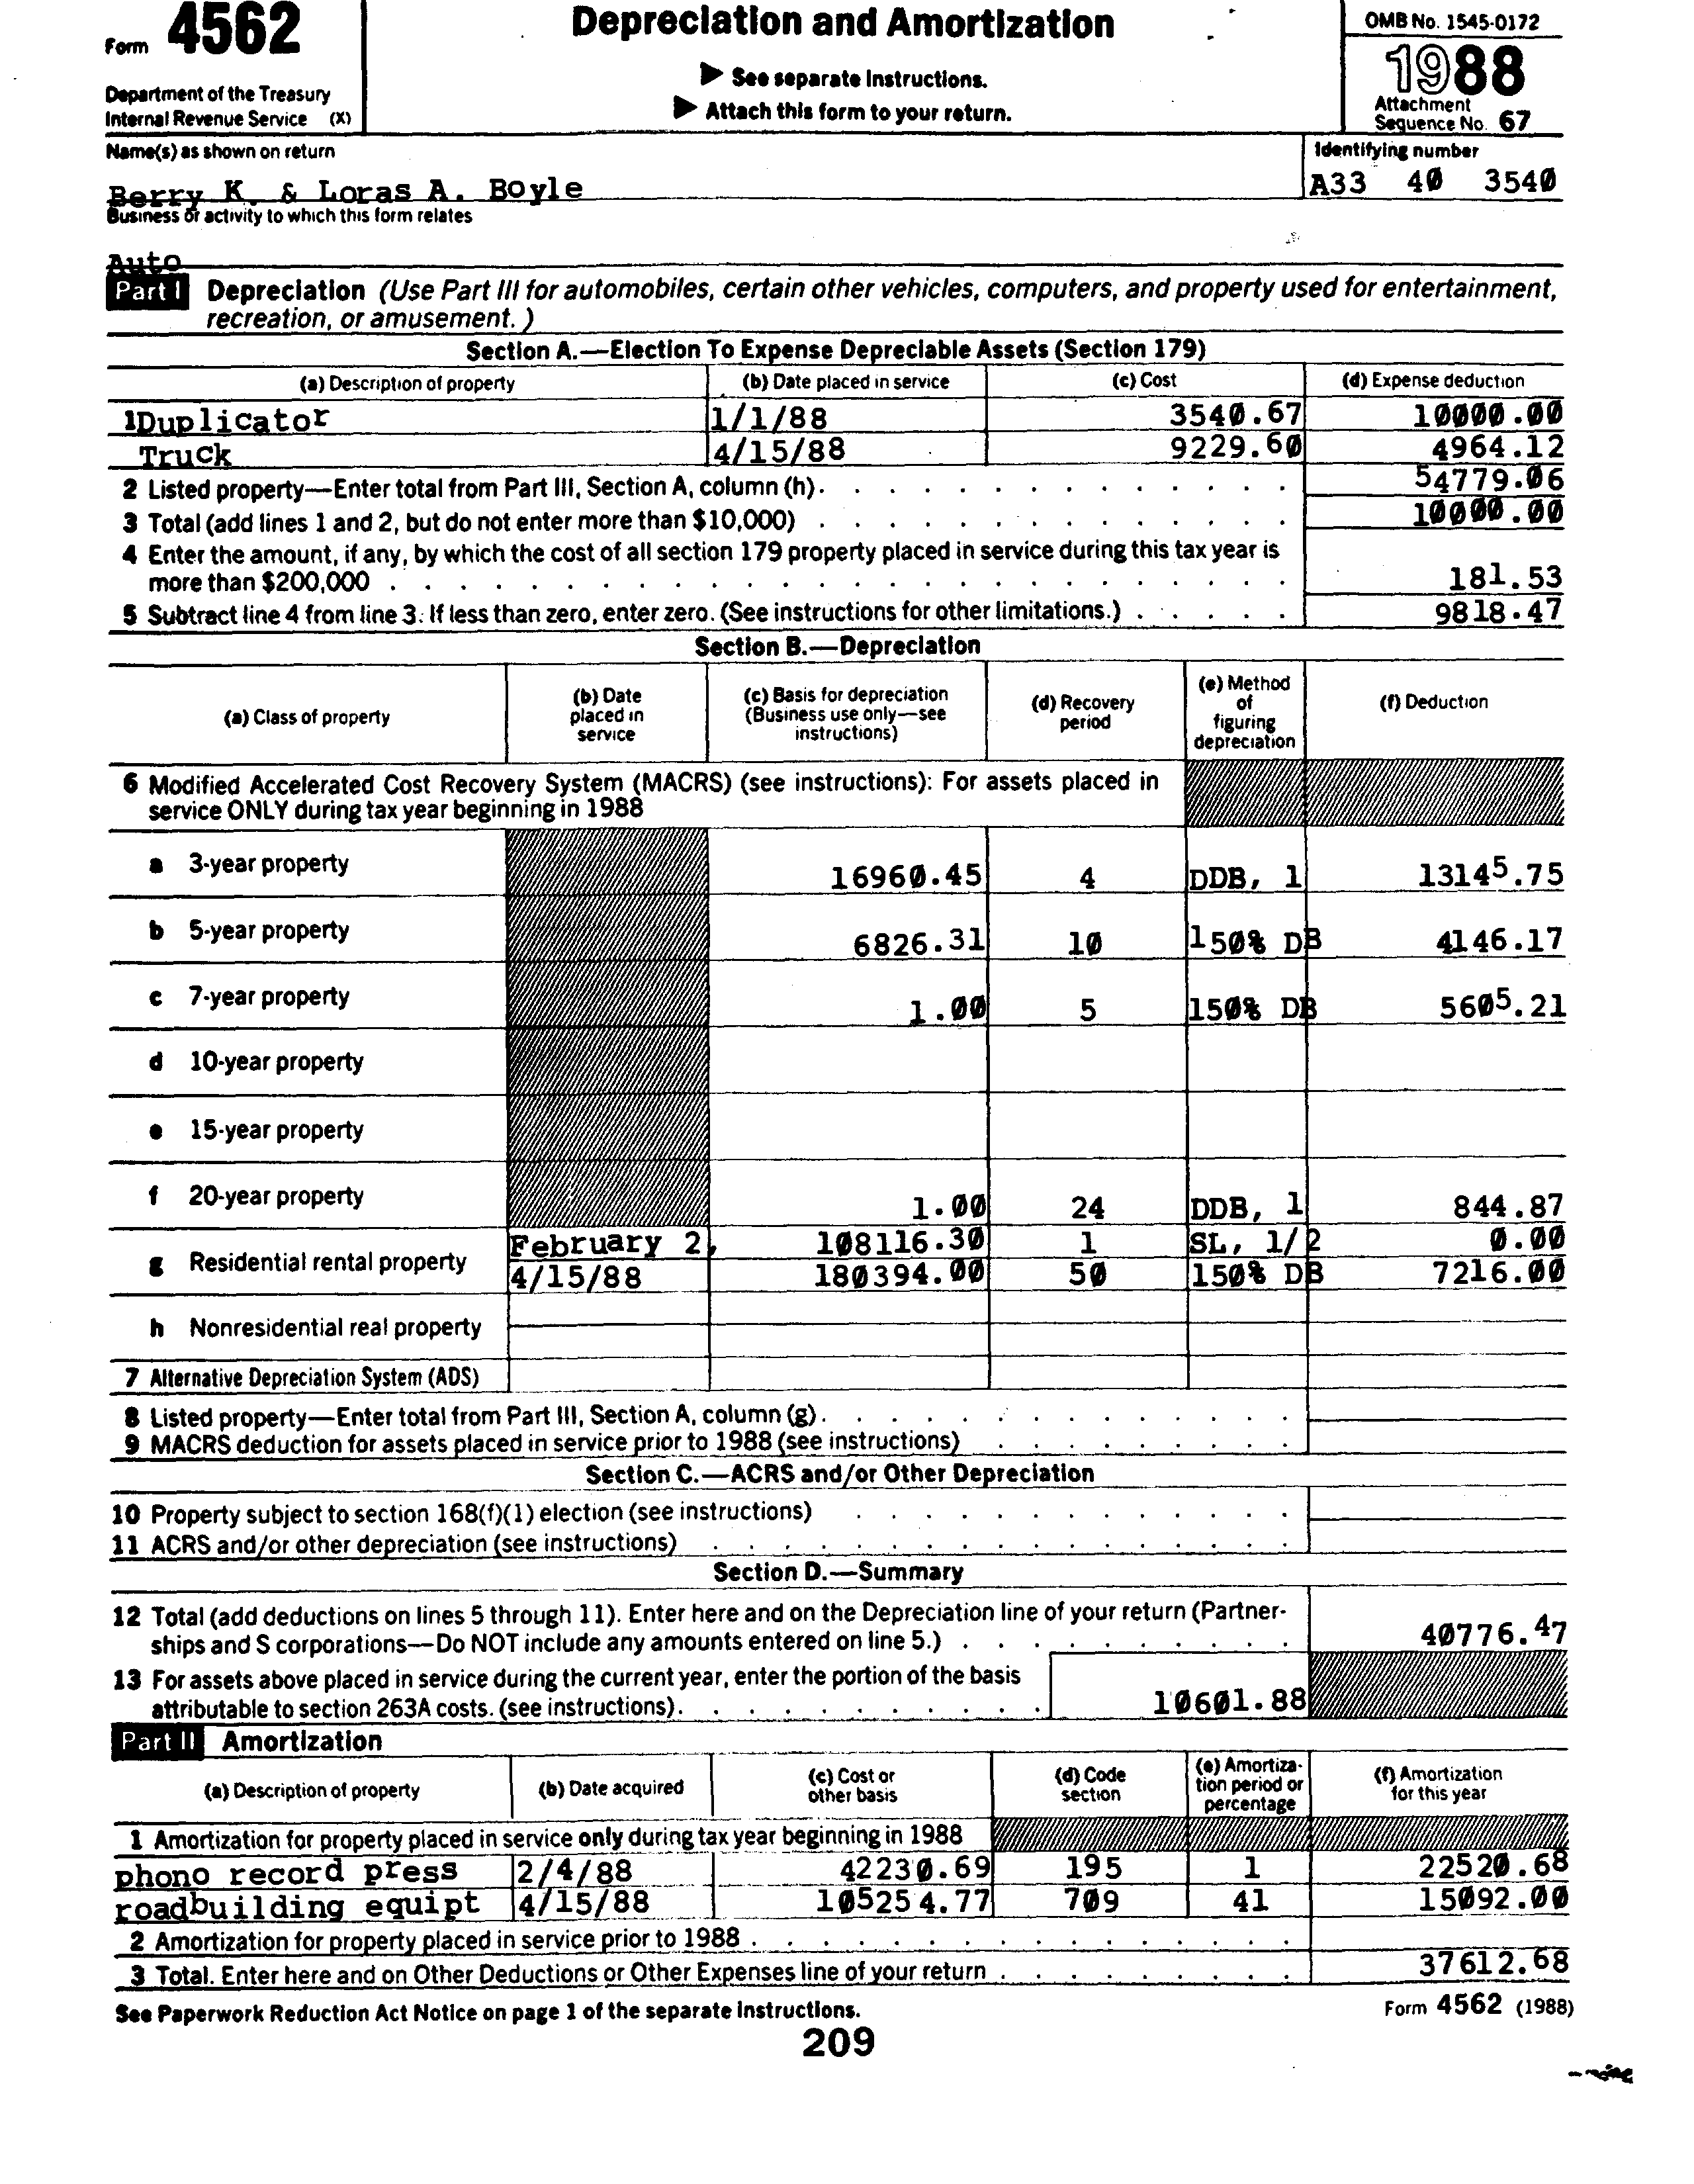 Form 4562
Depreciation and Amortization
OMB No. 1545-0172
1988
▶ See separate Instructions.
▶ Attach this form to your return.
Department of the Treasury
Internal Revenue Service (X)
Attachment
Sequence No. 67
Name(s) as shown on return
Identifying number
Berry K. & Loras A. Boyle
A33 40 3540
Business or activity to which this form relates
Auto
Part I Depreciation (Use Part III for automobiles, certain other vehicles, computers, and property used for entertainment,
recreation, or amusement.)
Section A.—Election To Expense Depreciable Assets (Section 179)
(a) Description of property (b) Date placed in service (c) Cost (d) Expense deduction
1 Duplicator 1/1/88 3540.67 10000.00
Truck 4/15/88 9229.60 4964.12
2 Listed property—Enter total from Part III, Section A, column (h). 54779.06
3 Total (add lines 1 and 2, but do not enter more than $10,000) 10000.00
4 Enter the amount, if any, by which the cost of all section 179 property placed in service during this tax year is
more than $200,000 181.53
5 Subtract line 4 from line 3. If less than zero, enter zero. (See instructions for other limitations.) 9818.47
Section B.—Depreciation
(a) Class of property (b) Date placed in service (c) Basis for depreciation (Business use only—see instructions) (d) Recovery period (e) Method of figuring depreciation (f) Deduction
6 Modified Accelerated Cost Recovery System (MACRS) (see instructions): For assets placed in
service ONLY during tax year beginning in 1988
a 3-year property 16960.45 4 DDB, 1 13145.75
b 5-year property 6826.31 10 150% DB 4146.17
c 7-year property 1.00 5 150% DB 5605.21
d 10-year property
e 15-year property
f 20-year property 1.00 24 DDB, 1 844.87
g Residential rental property February 2, 108116.30 1 SL, 1/2 0.00
4/15/88 180394.00 50 150% DB 7216.00
h Nonresidential real property
7 Alternative Depreciation System (ADS)
8 Listed property—Enter total from Part III, Section A, column (g).
9 MACRS deduction for assets placed in service prior to 1988 (see instructions)
Section C.—ACRS and/or Other Depreciation
10 Property subject to section 168(f)(1) election (see instructions)
11 ACRS and/or other depreciation (see instructions)
Section D.—Summary
12 Total (add deductions on lines 5 through 11). Enter here and on the Depreciation line of your return (Partner-
ships and S corporations—Do NOT include any amounts entered on line 5.) 40776.47
13 For assets above placed in service during the current year, enter the portion of the basis
attributable to section 263A costs. (see instructions). 10601.88
Part II Amortization
(a) Description of property (b) Date acquired (c) Cost or other basis (d) Code section (e) Amortiza-tion period or percentage (f) Amortization for this year
1 Amortization for property placed in service only during tax year beginning in 1988
phono record press 2/4/88 42230.69 195 1 22520.68
roadbuilding equipt 4/15/88 105254.77 709 41 15092.00
2 Amortization for property placed in service prior to 1988
3 Total. Enter here and on Other Deductions or Other Expenses line of your return 37612.68
See Paperwork Reduction Act Notice on page 1 of the separate instructions.
Form 4562 (1988)
209